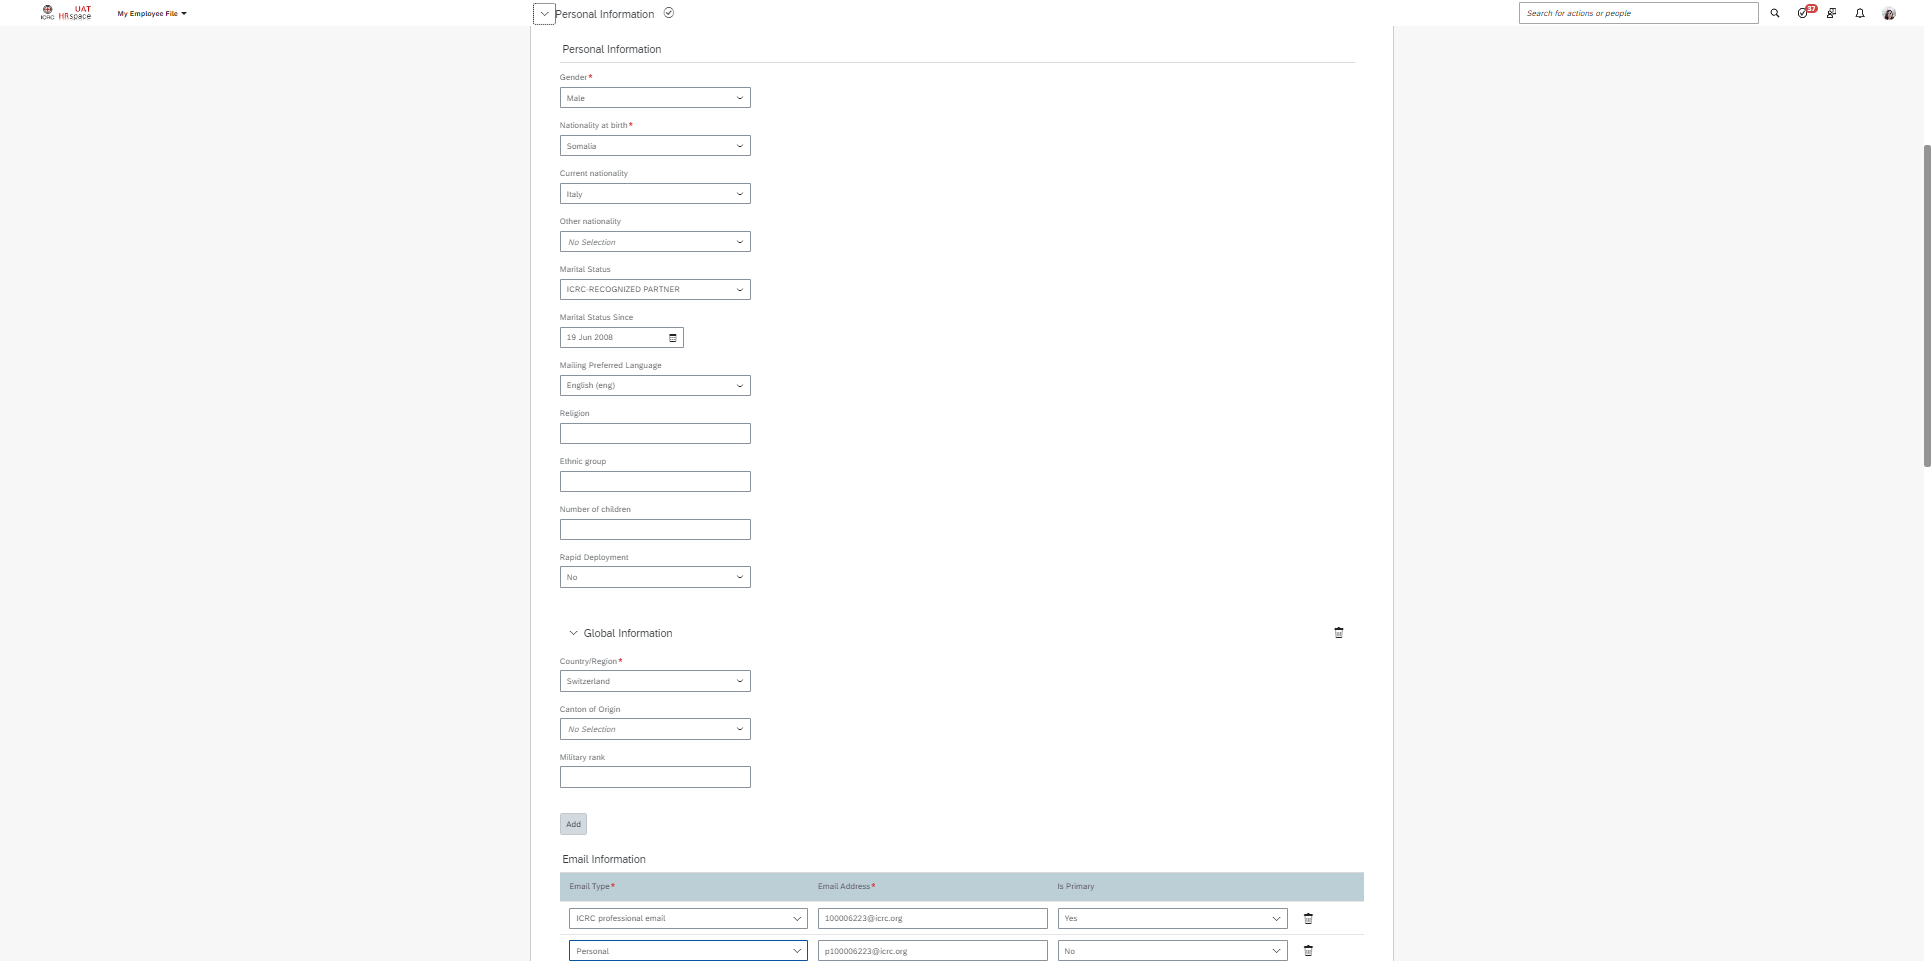 ICRC
UAT
HRspace
My Employee File
Personal Information
Search for actions or people
37
Personal Information
Gender*
Male
Nationality at birth*
Somalia
Current nationality
Italy
Other nationality
No Selection
Marital Status
ICRC-RECOGNIZED PARTNER
Marital Status Since
19 Jun 2008
Mailing Preferred Language
English (eng)
Religion
Ethnic group
Number of children
Rapid Deployment
No
Global Information
Country/Region*
Switzerland
Canton of Origin
No Selection
Military rank
Add
Email Information
Email Type* Email Address* Is Primary
ICRC professional email 100006223@icrc.org Yes
Personal p100006223@icrc.org No